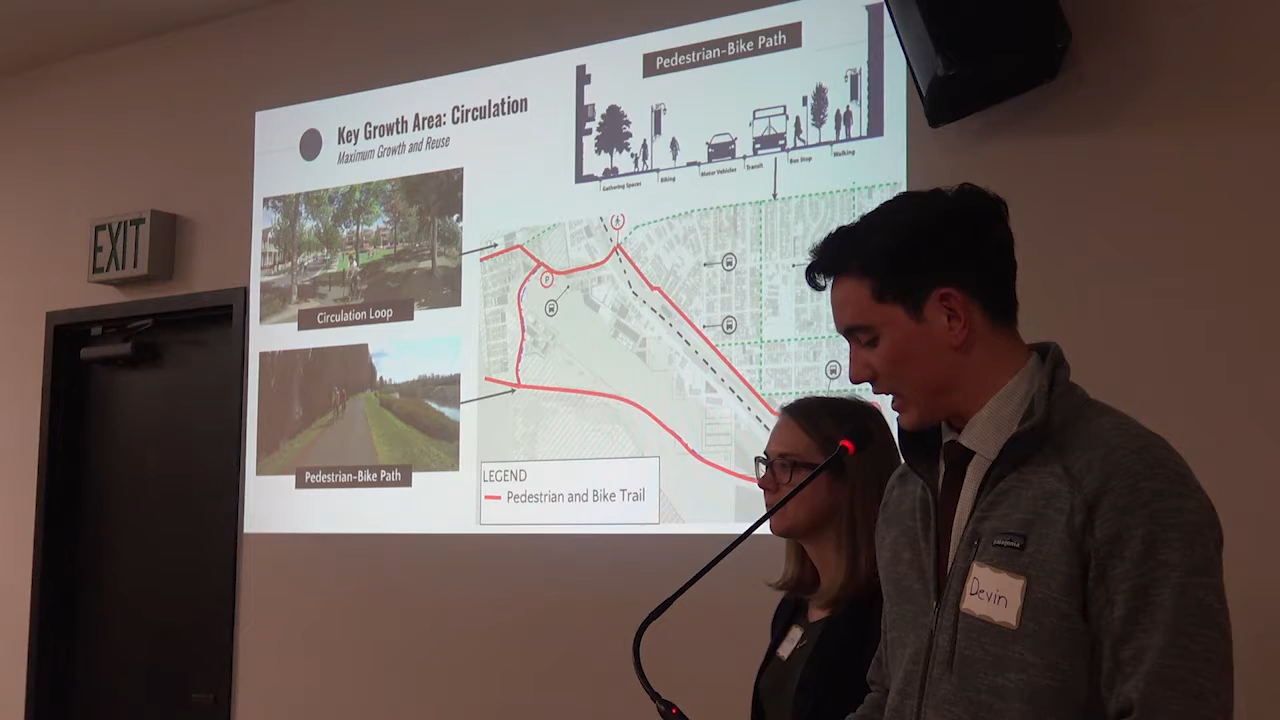 Pedestrian-Bike Path
Key Growth Area: Circulation
Maximum Growth and Reuse
Gathering Spaces
Biking
Motor Vehicles
Transit
Bus Stop
Walking
EXIT
Circulation Loop
P
Pedestrian-Bike Path
LEGEND
Pedestrian and Bike Trail
patagonia
Devin